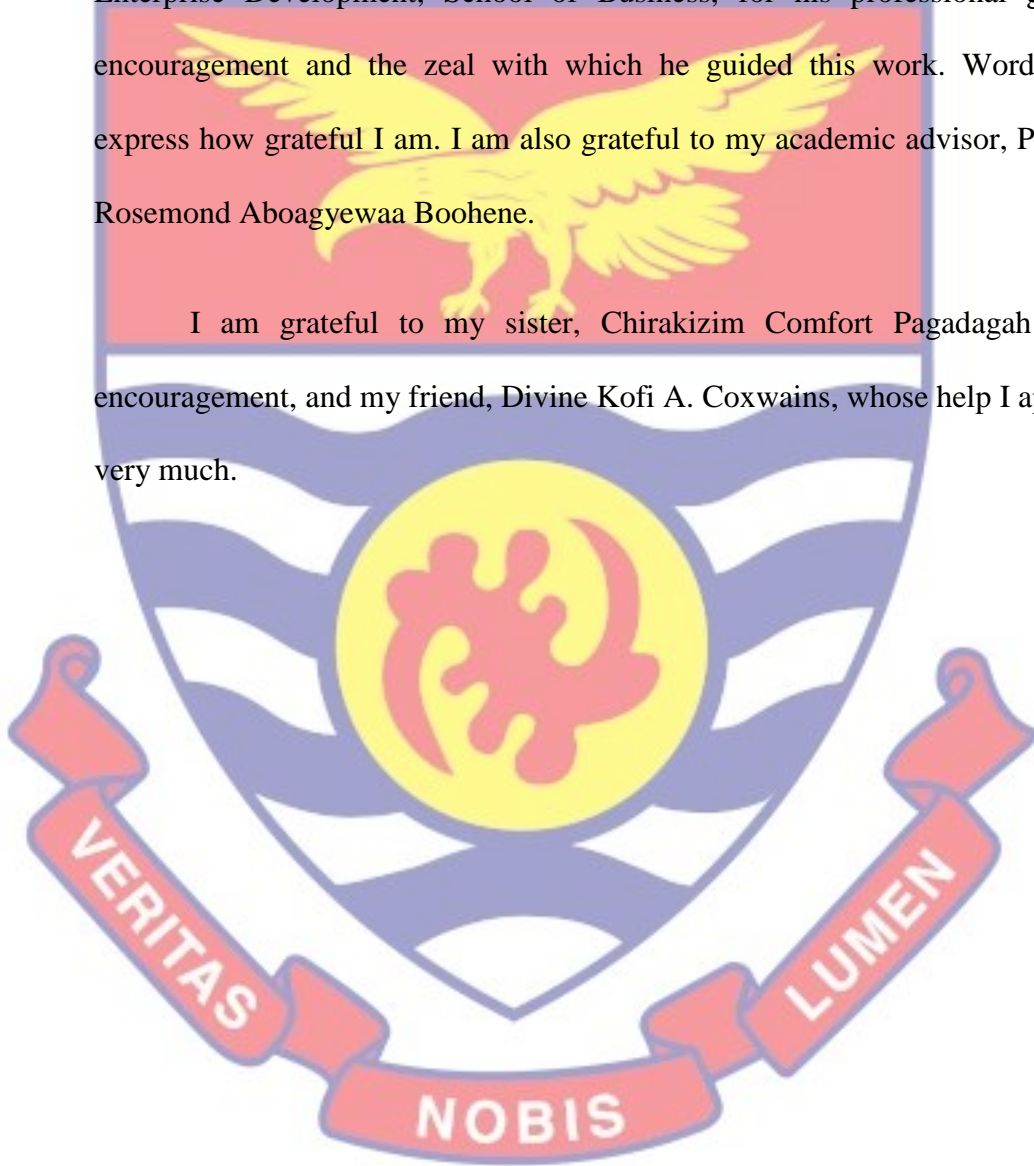 Enterprise Development, School of Business, for his professional
encouragement and the zeal with which he guided this work. Word
express how grateful I am. I am also grateful to my academic advisor, P
Rosemond Aboagyewaa Boohene.
I am grateful to my sister, Chirakizim Comfort Pagadagah
encouragement, and my friend, Divine Kofi A. Coxwains, whose help I a
very much.
VERITAS
NOBIS
LUMEN